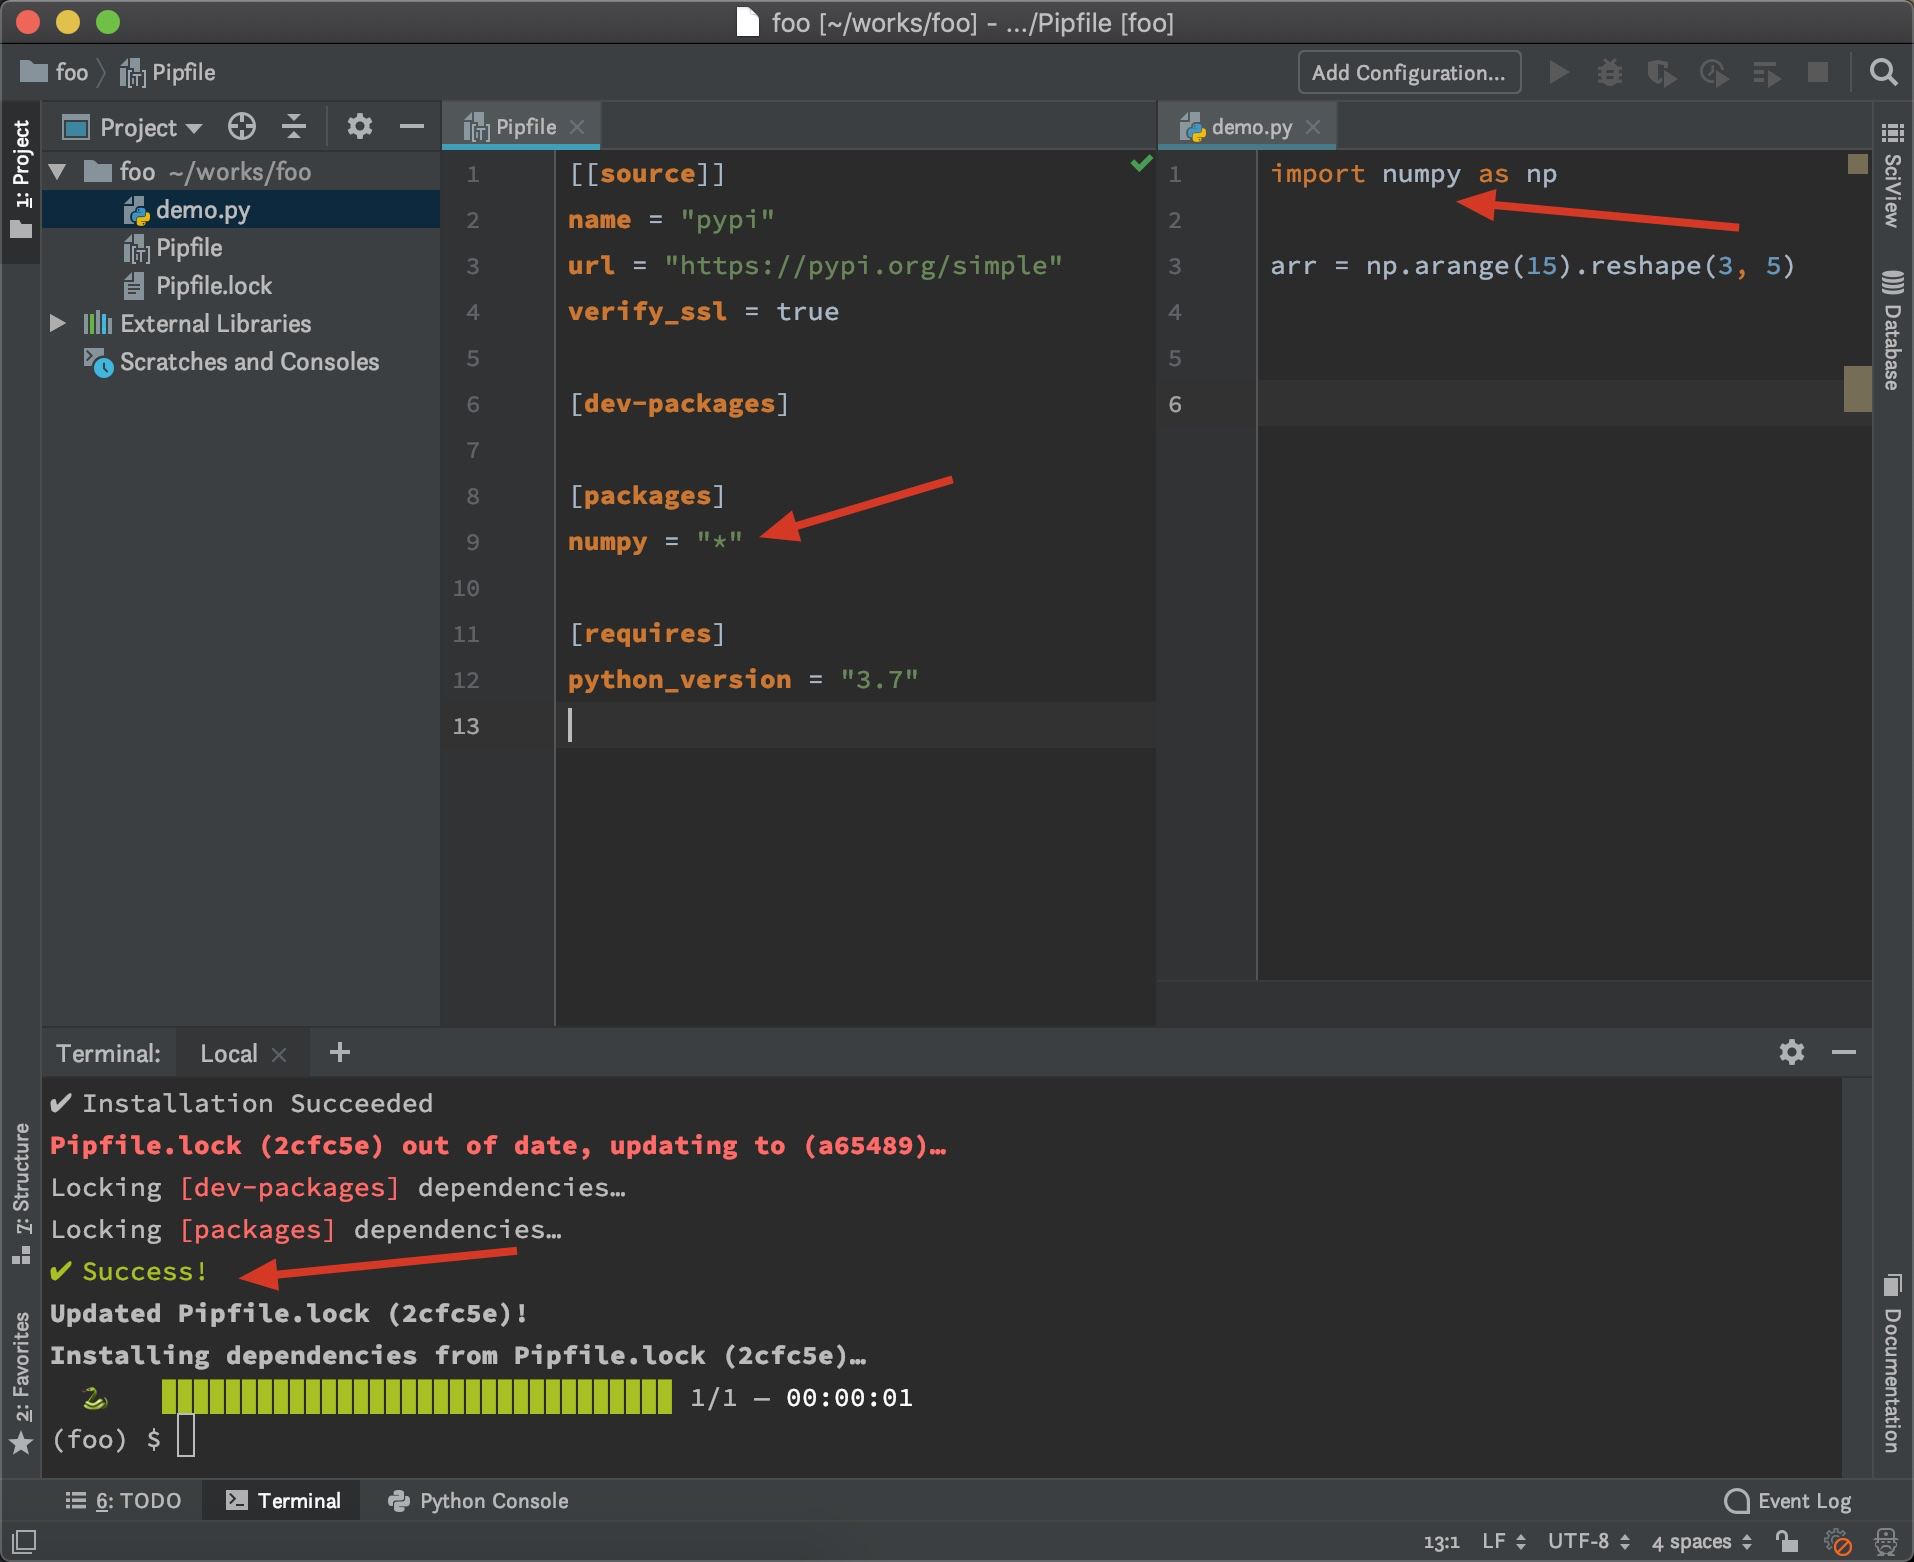 foo [~/works/foo] - .../Pipfile [foo]
foo Pipfile
Add Configuration...
1: Project
Project
foo ~/works/foo
demo.py
Pipfile
Pipfile.lock
External Libraries
Scratches and Consoles
Pipfile
1 [[source]]
2 name = "pypi"
3 url = "https://pypi.org/simple"
4 verify_ssl = true
5
6 [dev-packages]
7
8 [packages]
9 numpy = "*"
10
11 [requires]
12 python_version = "3.7"
13
demo.py
1 import numpy as np
2
3 arr = np.arange(15).reshape(3, 5)
4
5
6
SciView
Database
Terminal: Local
✔ Installation Succeeded
Pipfile.lock (2cfc5e) out of date, updating to (a65489)…
Locking [dev-packages] dependencies…
Locking [packages] dependencies…
✔ Success!
Updated Pipfile.lock (2cfc5e)!
Installing dependencies from Pipfile.lock (2cfc5e)…
1/1 — 00:00:01
(foo) $
7: Structure
2: Favorites
Documentation
6: TODO Terminal Python Console Event Log
13:1 LF UTF-8 4 spaces